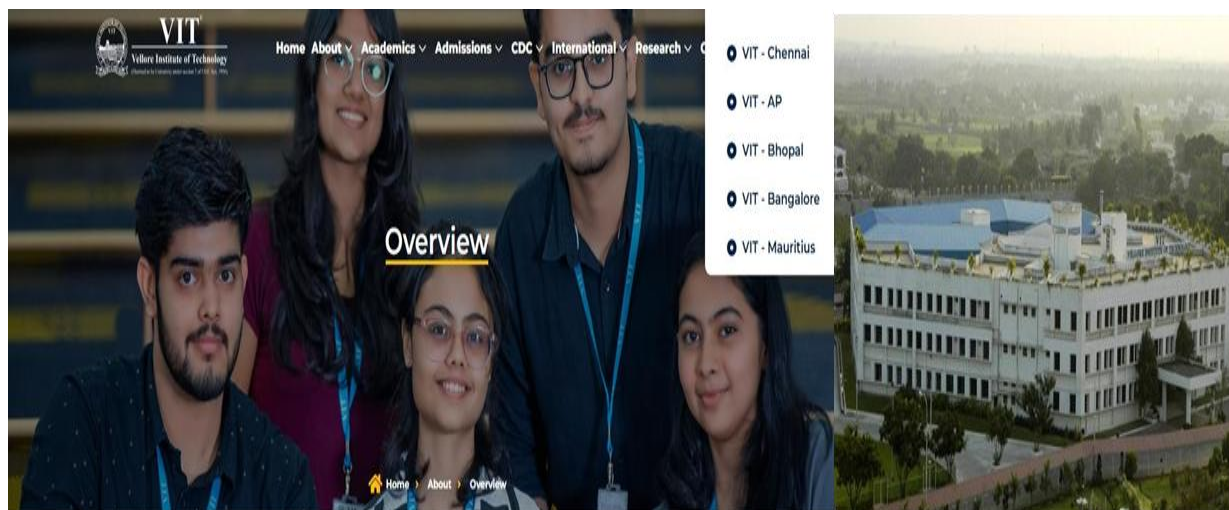 VIT
Vellore Institute of Technology
Home About Academics Admissions CDC International Research
VIT - Chennai
VIT - AP
VIT - Bhopal
VIT - Bangalore
VIT - Mauritius
Overview
Home › About › Overview